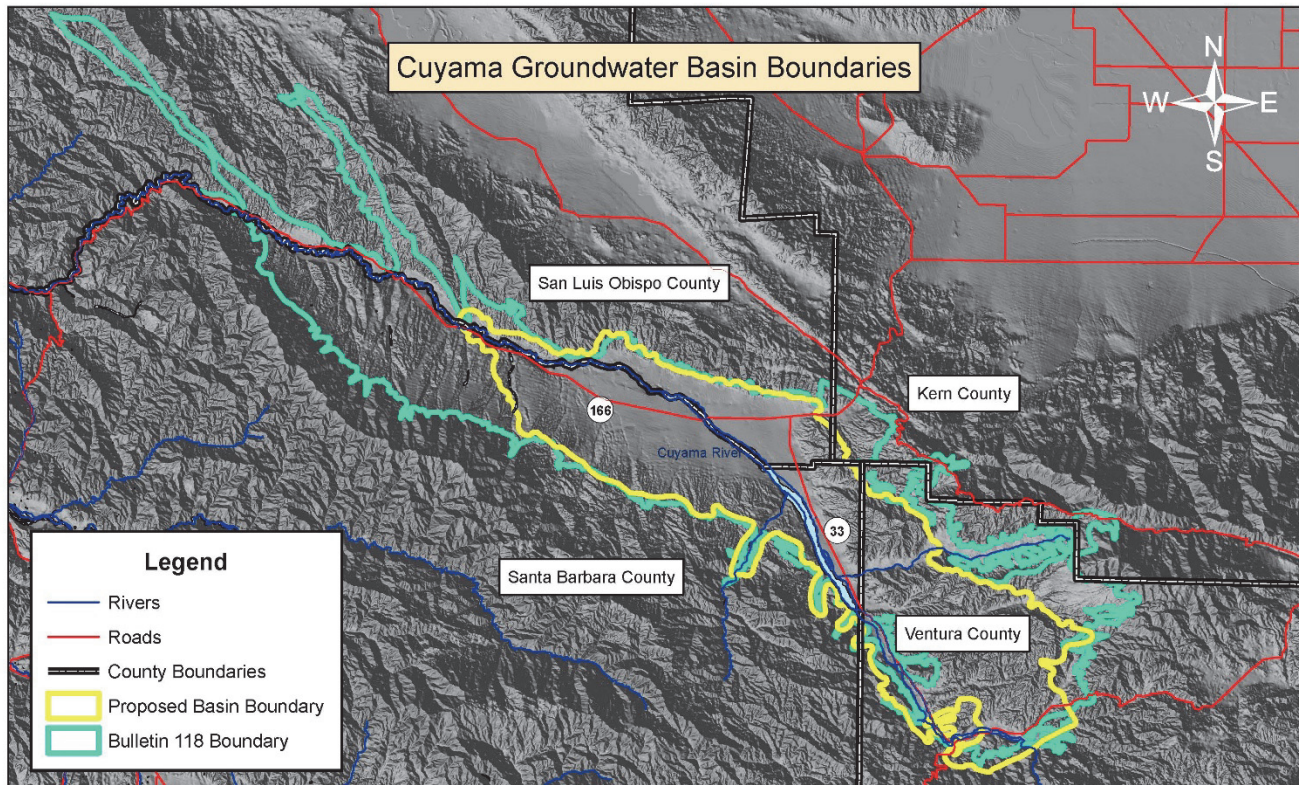 Cuyama Groundwater Basin Boundaries
N
W E
S
San Luis Obispo County
Kern County
166
Cuyama River
33
Santa Barbara County
Ventura County
Legend
Rivers
Roads
County Boundaries
Proposed Basin Boundary
Bulletin 118 Boundary